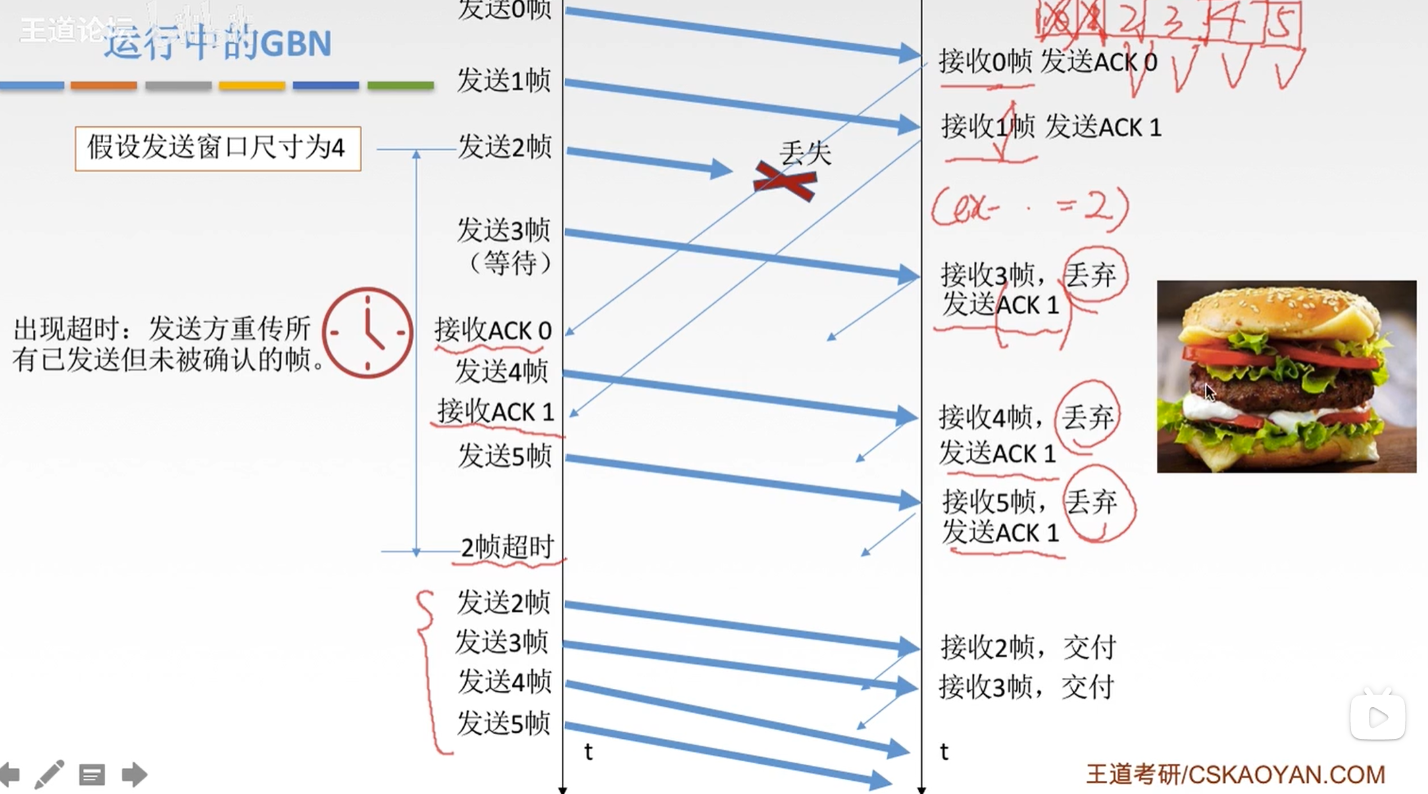 王道论坛
运行中的GBN
假设发送窗口尺寸为4
出现超时：发送方重传所
有已发送但未被确认的帧。
发送0帧
发送1帧
发送2帧
发送3帧
（等待）
接收ACK 0
发送4帧
接收ACK 1
发送5帧
2帧超时
发送2帧
发送3帧
发送4帧
发送5帧
丢失
t
2 3 4 5
接收0帧 发送ACK 0
接收1帧 发送ACK 1
(ex- · = 2)
接收3帧，丢弃
发送ACK 1
接收4帧，丢弃
发送ACK 1
接收5帧，丢弃
发送ACK 1
接收2帧，交付
接收3帧，交付
t
王道考研/CSKAOYAN.COM